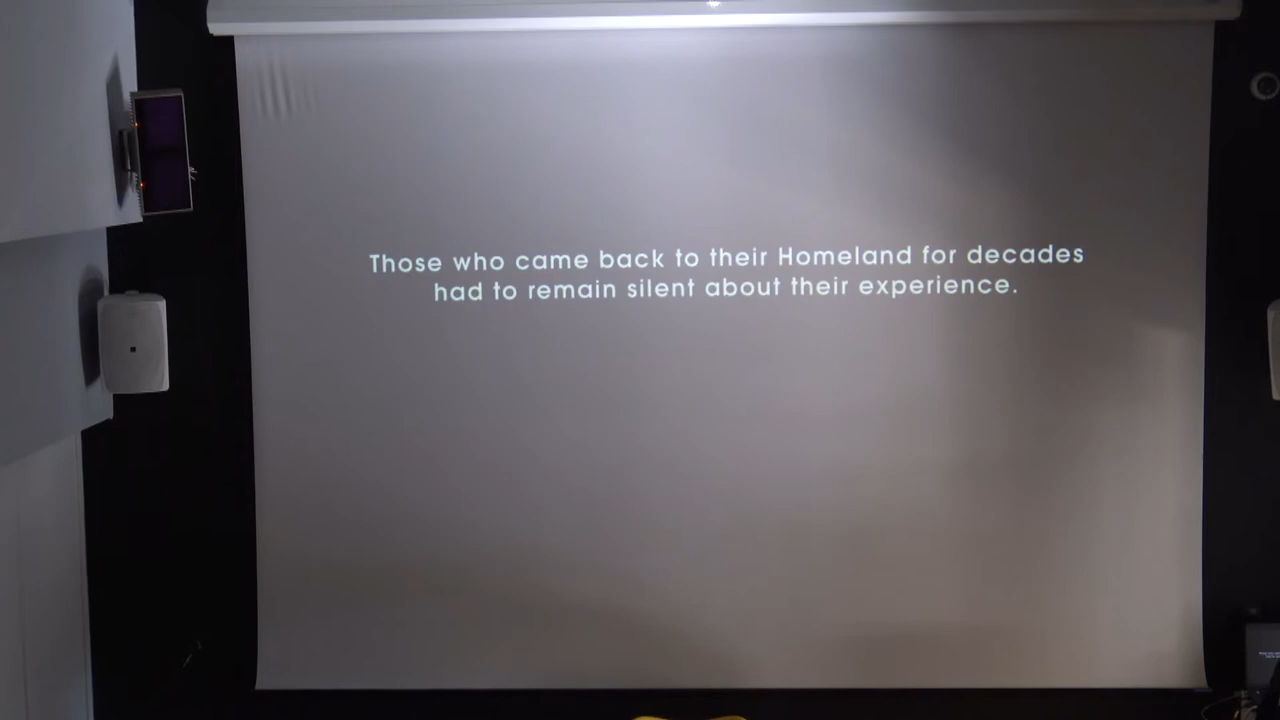 Those who came back to their Homeland for decades
had to remain silent about their experience.